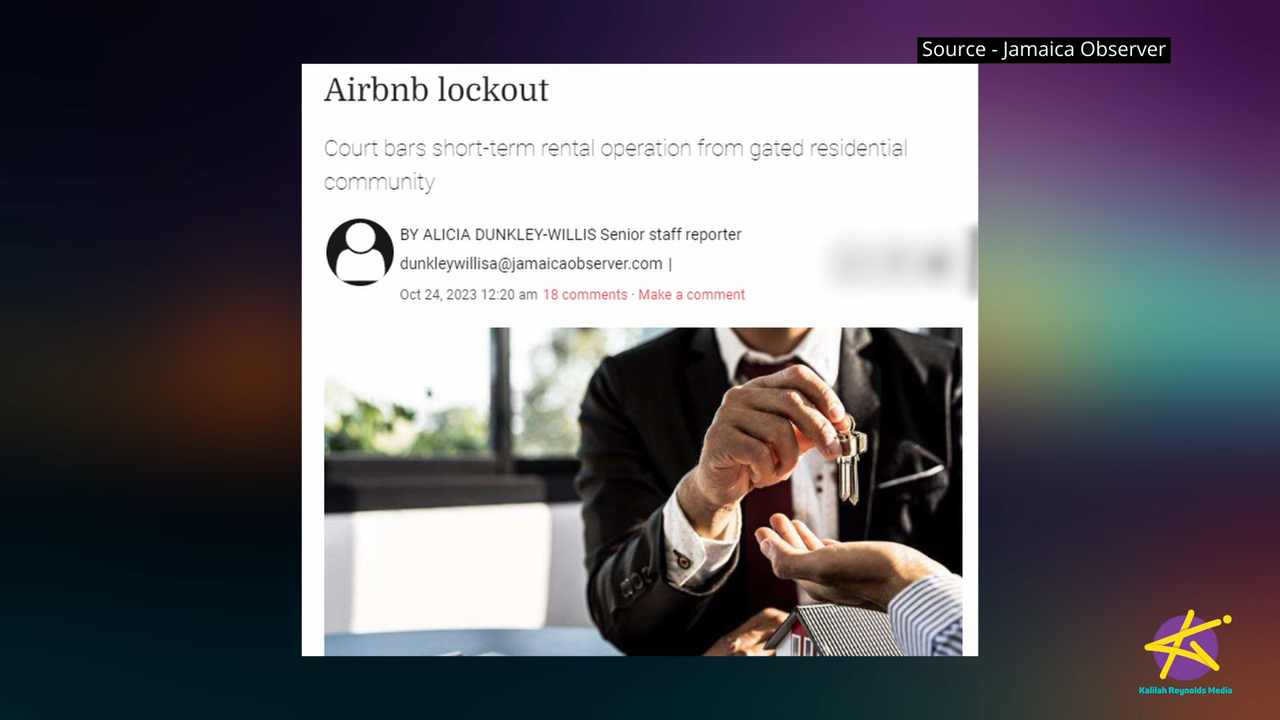 Source - Jamaica Observer
Airbnb lockout
Court bars short-term rental operation from gated residential
community
BY ALICIA DUNKLEY-WILLIS Senior staff reporter
dunkleywillisa@jamaicaobserver.com |
Oct 24, 2023 12:20 am 18 comments · Make a comment
Kalilah Reynolds Media